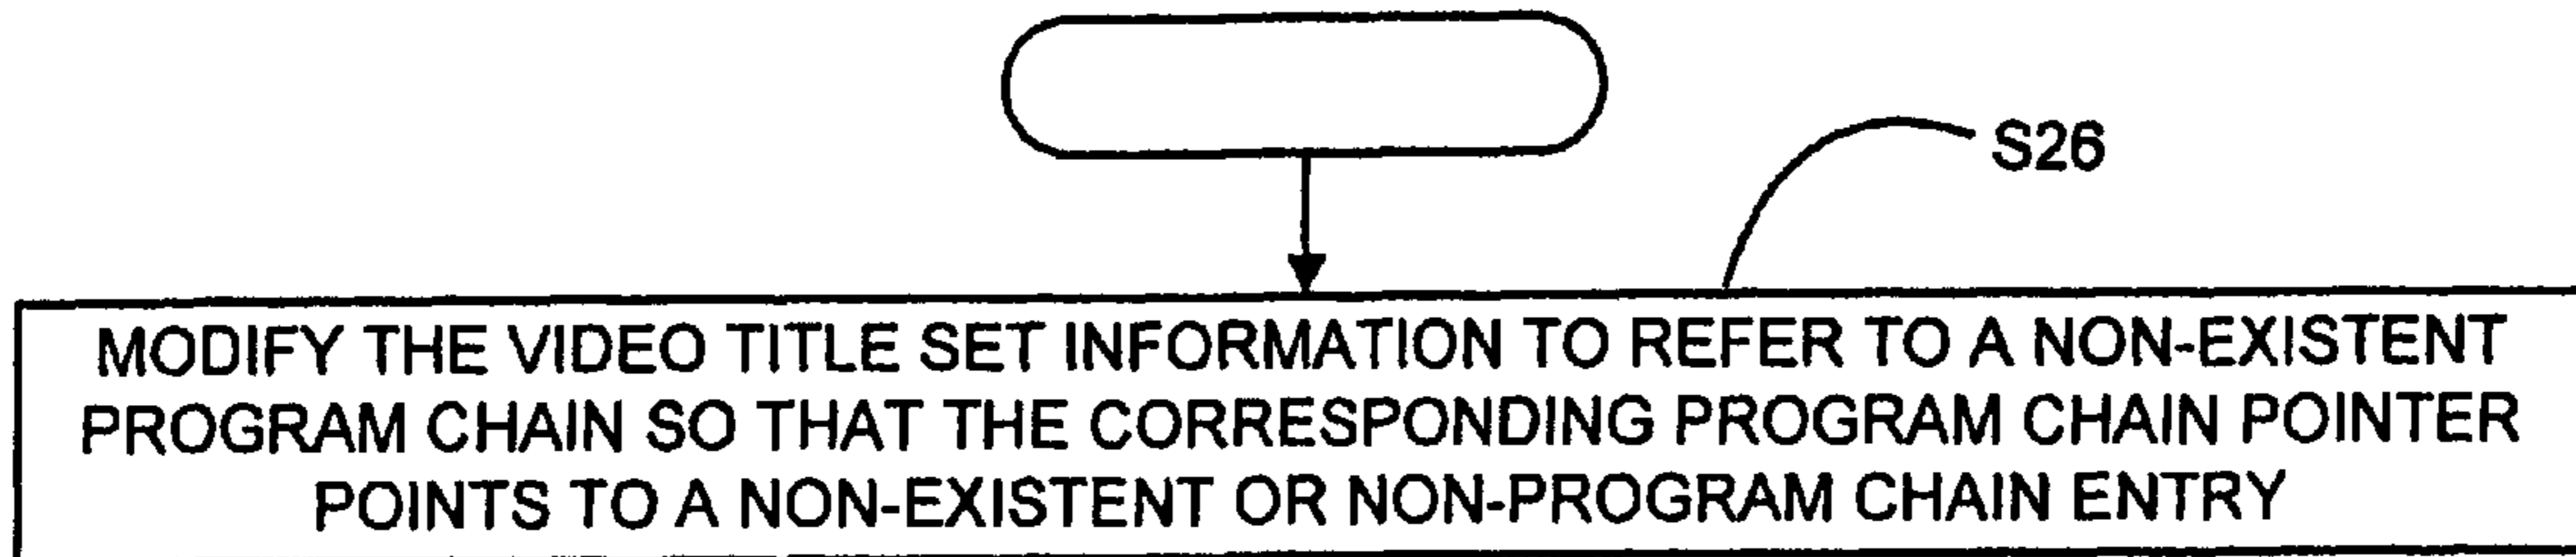 S26
MODIFY THE VIDEO TITLE SET INFORMATION TO REFER TO A NON-EXISTENT
PROGRAM CHAIN SO THAT THE CORRESPONDING PROGRAM CHAIN POINTER
POINTS TO A NON-EXISTENT OR NON-PROGRAM CHAIN ENTRY